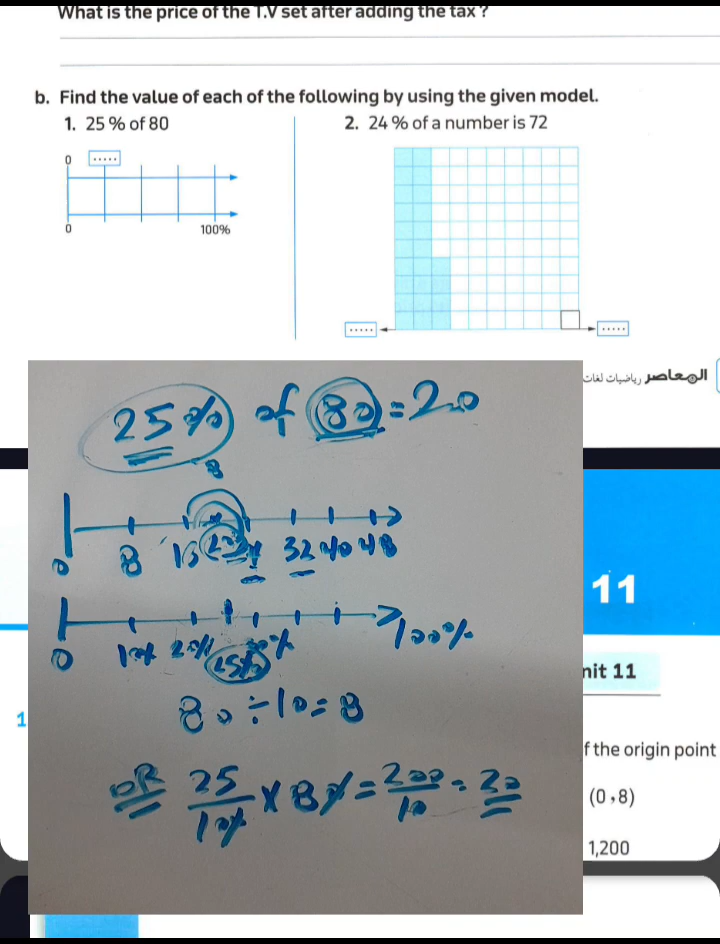 What is the price of the T.V set after adding the tax ?
b. Find the value of each of the following by using the given model.
1. 25 % of 80
2. 24 % of a number is 72
0 .....
0 100%
..... .....
المعاصر رياضيات لغات
25% of 80 = 20
8
0 8 16 20 24 32 40 48
0 10% 20% 25% 30% 100%
80 ÷ 10 = 8
OR 25/100 × 80 = 200/10 = 20
11
nit 11
1
f the origin point
(0 ,8)
1,200